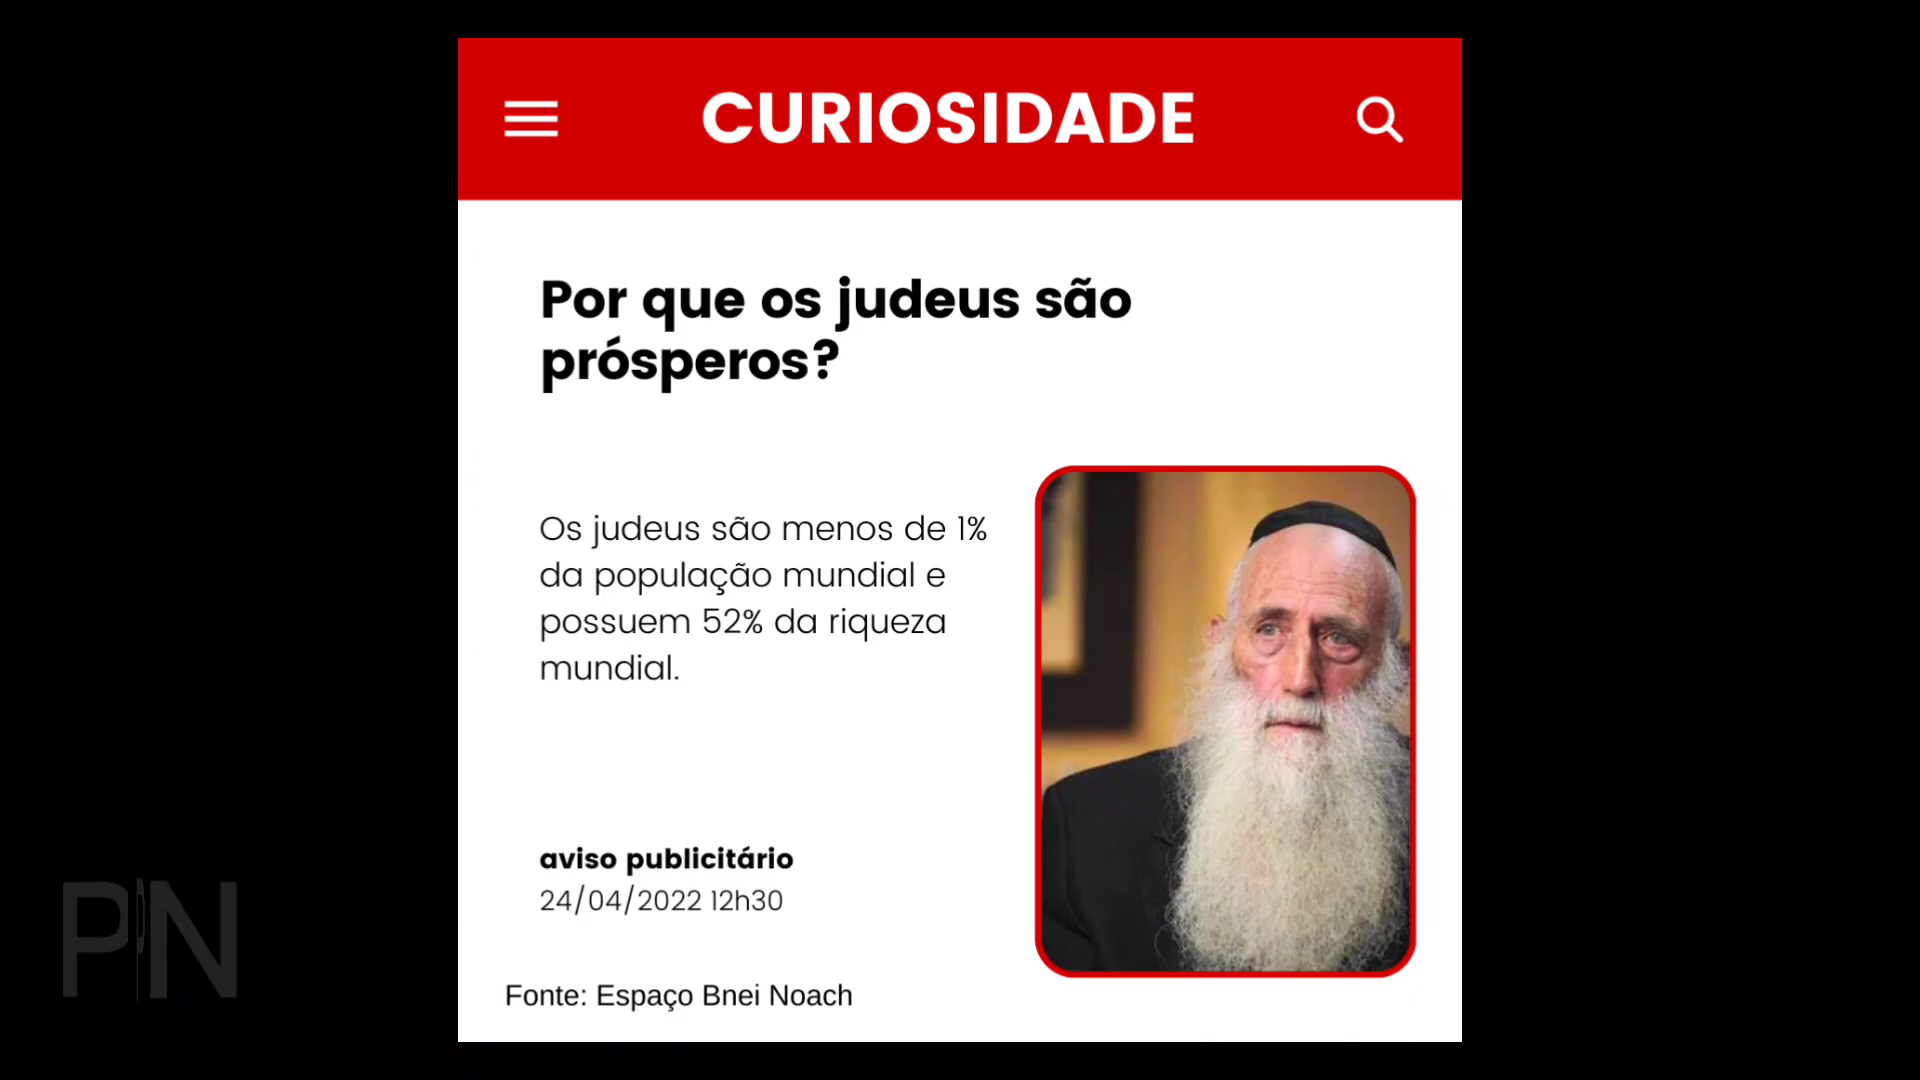 CURIOSIDADE
Por que os judeus são
prósperos?
Os judeus são menos de 1%
da população mundial e
possuem 52% da riqueza
mundial.
aviso publicitário
24/04/2022 12h30
Fonte: Espaço Bnei Noach
PIN